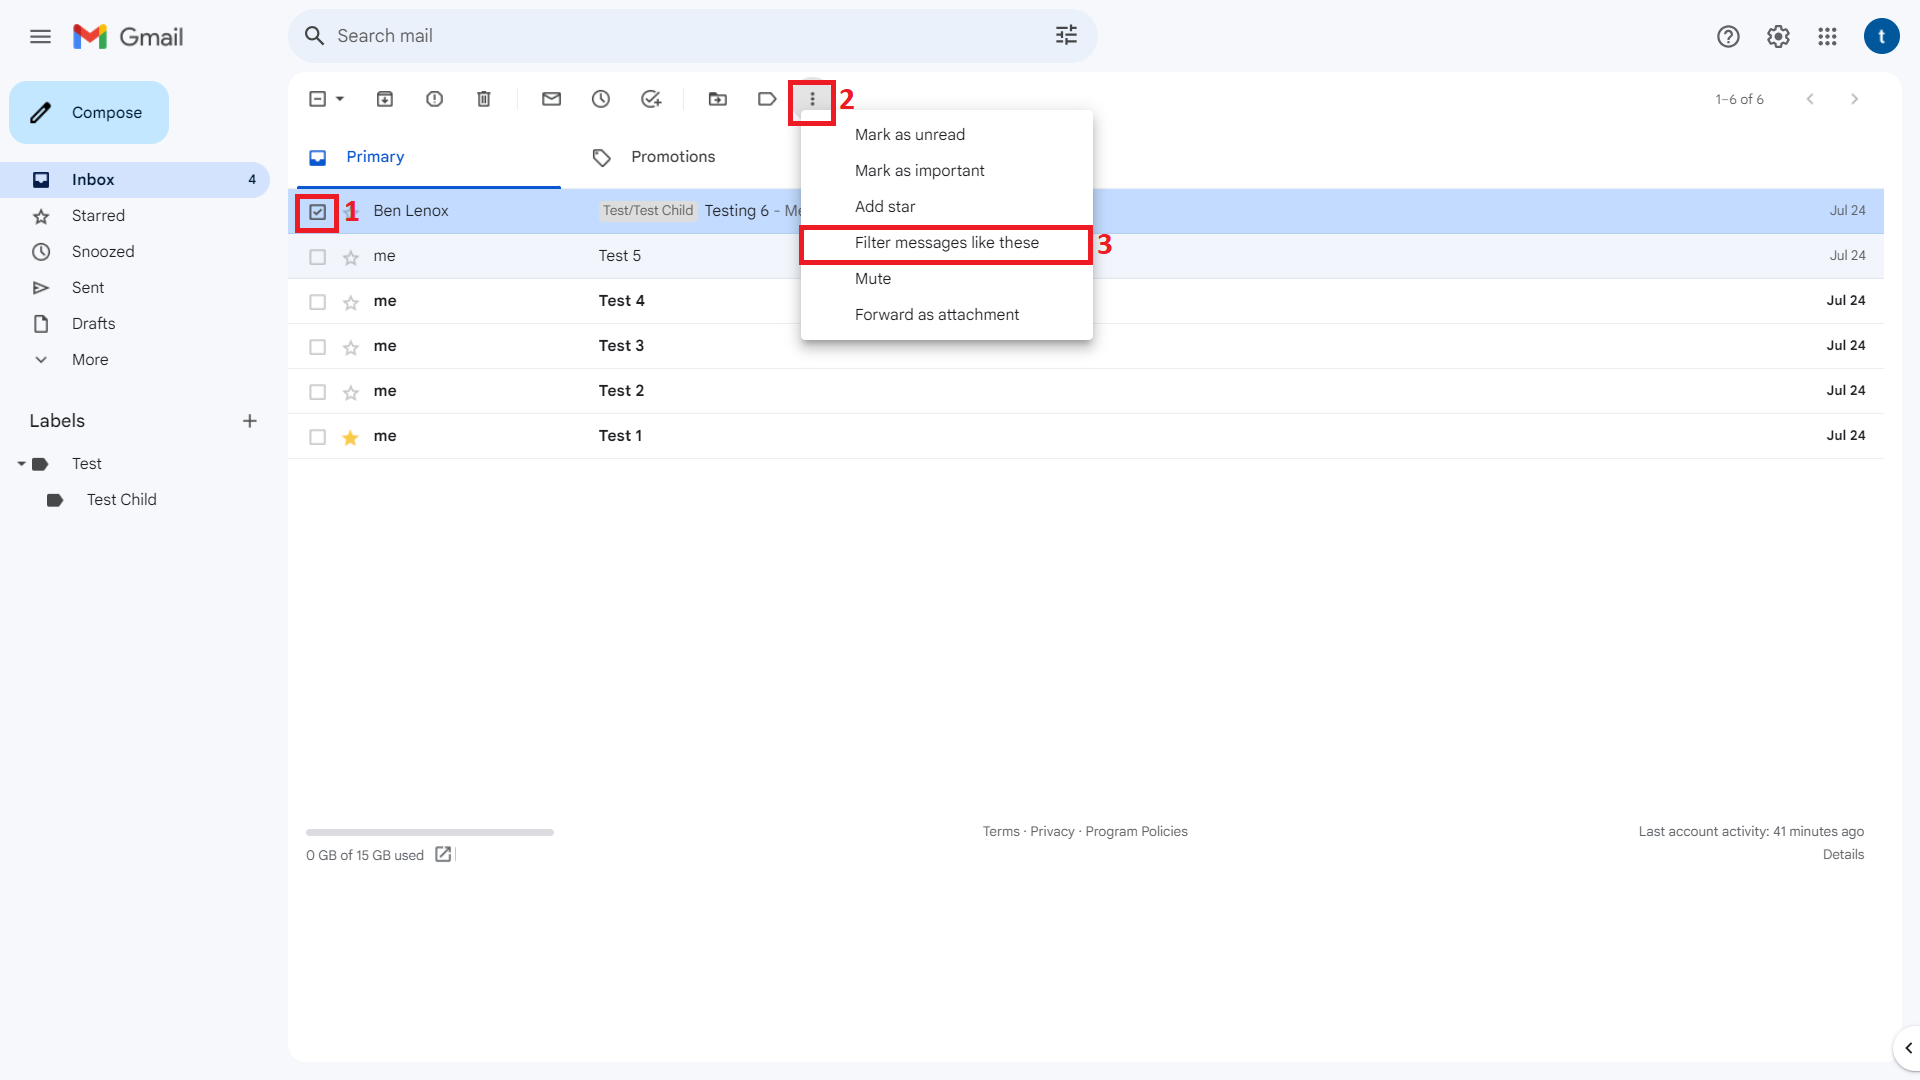 Gmail
Search mail
t
Compose
2
1–6 of 6
Mark as unread
Primary
Promotions
Mark as important
Inbox 4
Add star
1 Ben Lenox Test/Test Child Testing 6 - Me Jul 24
Starred
Filter messages like these 3
Snoozed
me Test 5 Jul 24
Mute
Sent
me Test 4 Jul 24
Forward as attachment
Drafts
me Test 3 Jul 24
More
me Test 2 Jul 24
Labels
me Test 1 Jul 24
Test
Test Child
Terms · Privacy · Program Policies
Last account activity: 41 minutes ago
0 GB of 15 GB used
Details